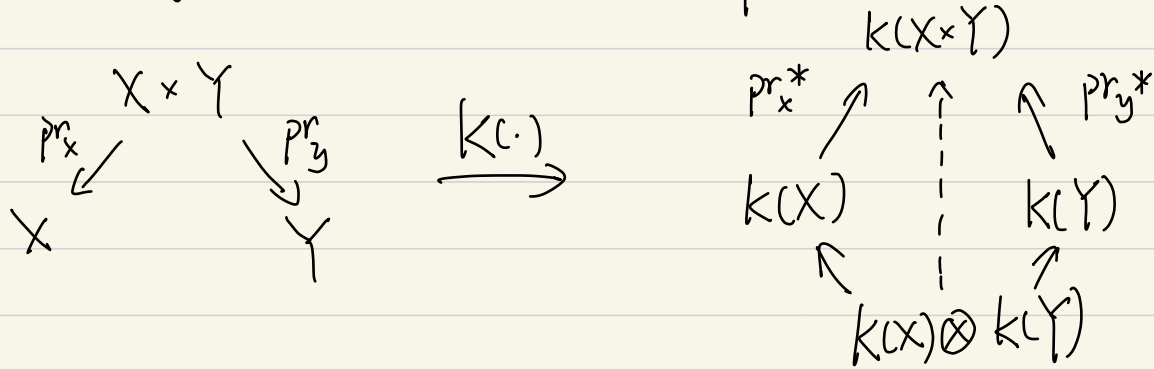 K(X×Y)
X × Y
pr_x^* pr_y^*
pr_x pr_y
K(·)
K(X) K(Y)
X Y
K(X)⊗K(Y)